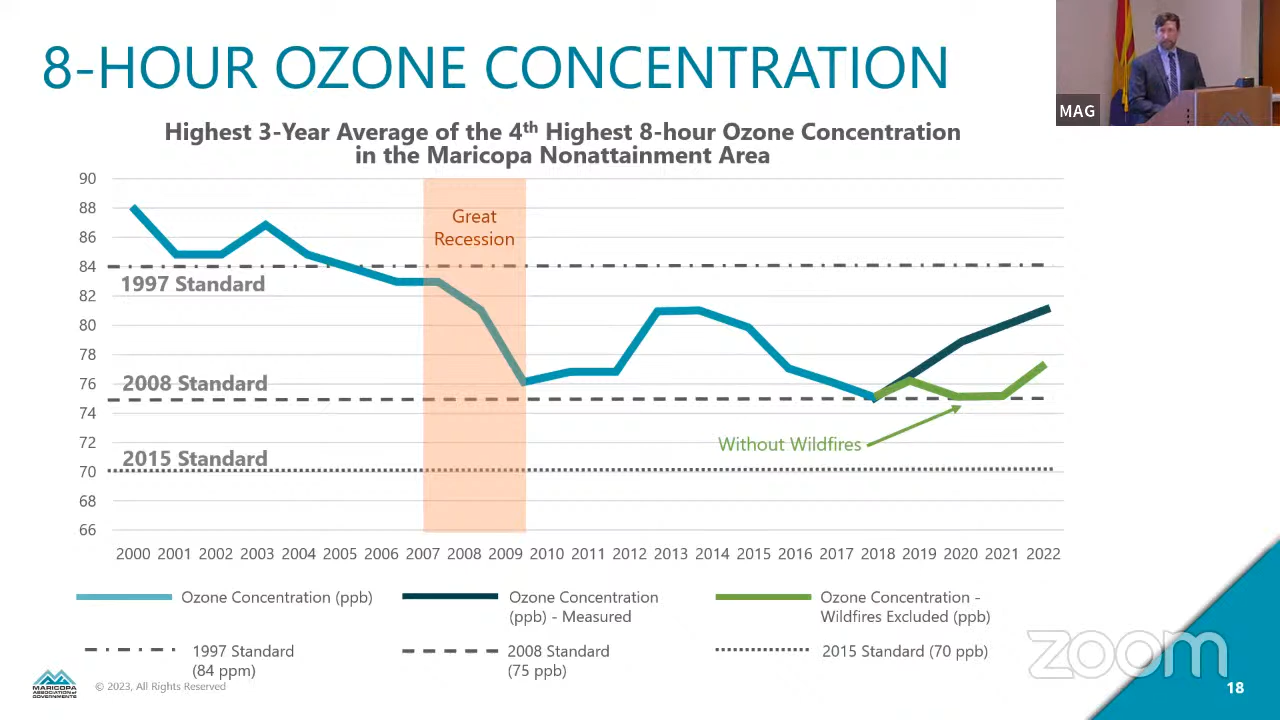 8-HOUR OZONE CONCENTRATION
MAG
Highest 3-Year Average of the 4th Highest 8-hour Ozone Concentration
in the Maricopa Nonattainment Area
90
88
86
84
82
80
78
76
74
72
70
68
66
Great
Recession
1997 Standard
2008 Standard
2015 Standard
Without Wildfires
2000 2001 2002 2003 2004 2005 2006 2007 2008 2009 2010 2011 2012 2013 2014 2015 2016 2017 2018 2019 2020 2021 2022
Ozone Concentration (ppb)
Ozone Concentration
(ppb) - Measured
Ozone Concentration -
Wildfires Excluded (ppb)
1997 Standard
(84 ppm)
2008 Standard
(75 ppb)
2015 Standard (70 ppb)
zoom
MARICOPA
ASSOCIATION of
GOVERNMENTS
© 2023, All Rights Reserved
18